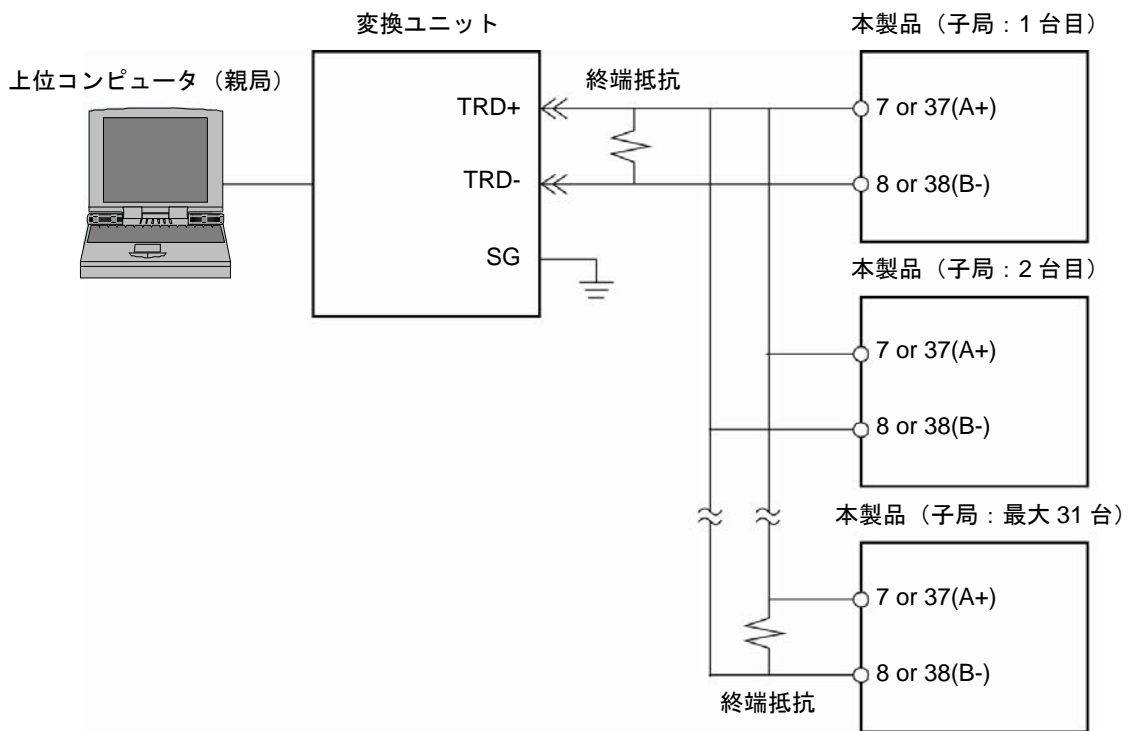 変換ユニット
本製品（子局：1 台目）
上位コンピュータ（親局）
終端抵抗
TRD+
7 or 37(A+)
TRD-
8 or 38(B-)
SG
本製品（子局：2 台目）
7 or 37(A+)
8 or 38(B-)
本製品（子局：最大 31 台）
7 or 37(A+)
8 or 38(B-)
終端抵抗